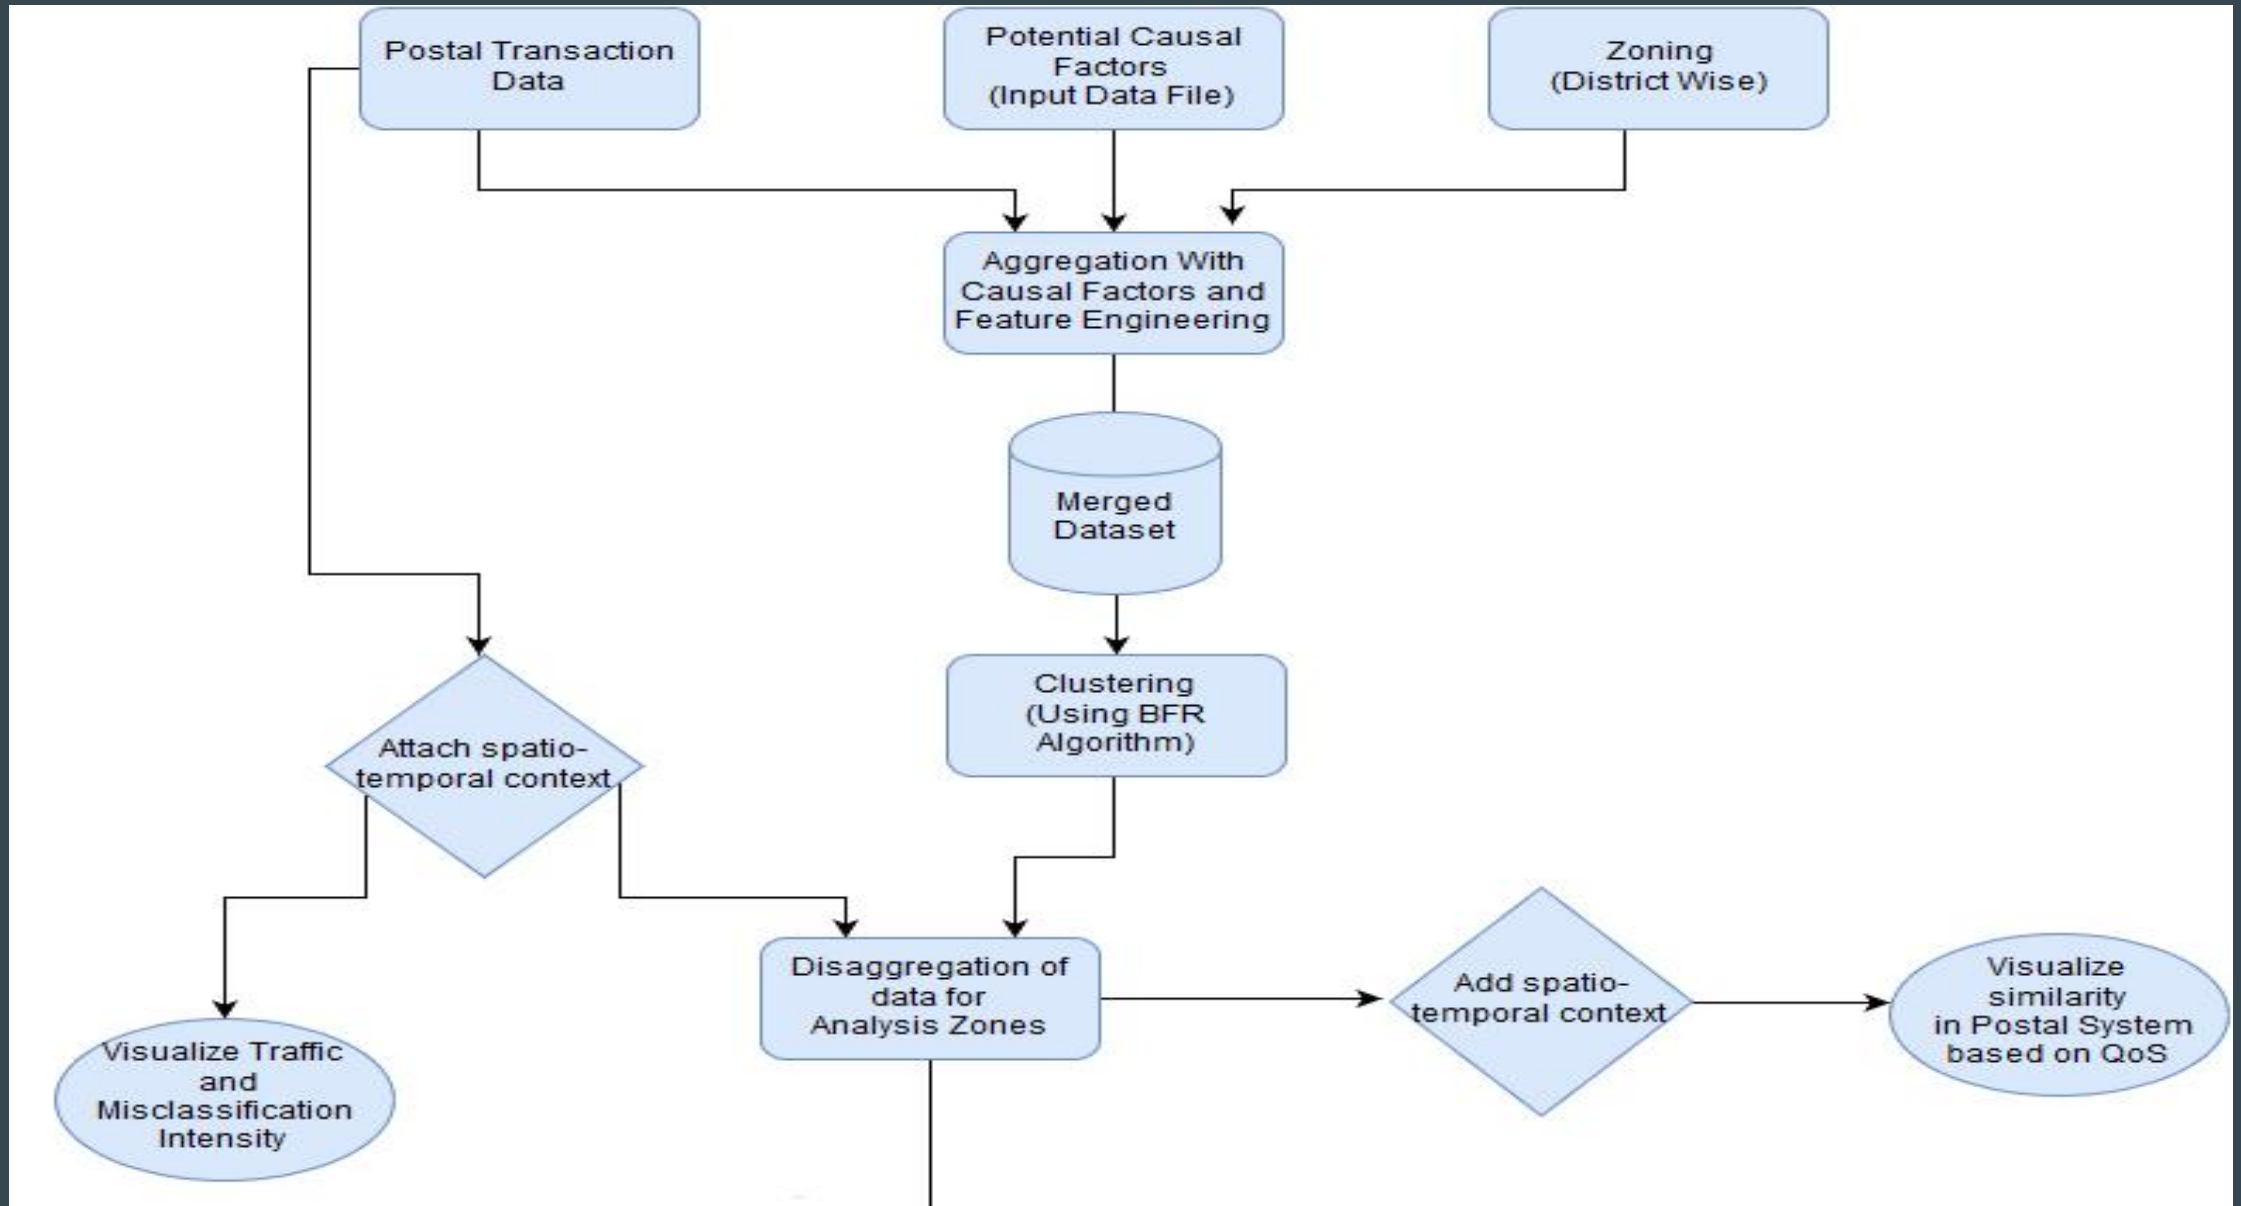 Postal Transaction
Data
Potential Causal
Factors
(Input Data File)
Zoning
(District Wise)
Aggregation With
Causal Factors and
Feature Engineering
Merged
Dataset
Clustering
(Using BFR
Algorithm)
Attach spatio-
temporal context
Disaggregation of
data for
Analysis Zones
Add spatio-
temporal context
Visualize
similarity
in Postal System
based on QoS
Visualize Traffic
and
Misclassification
Intensity